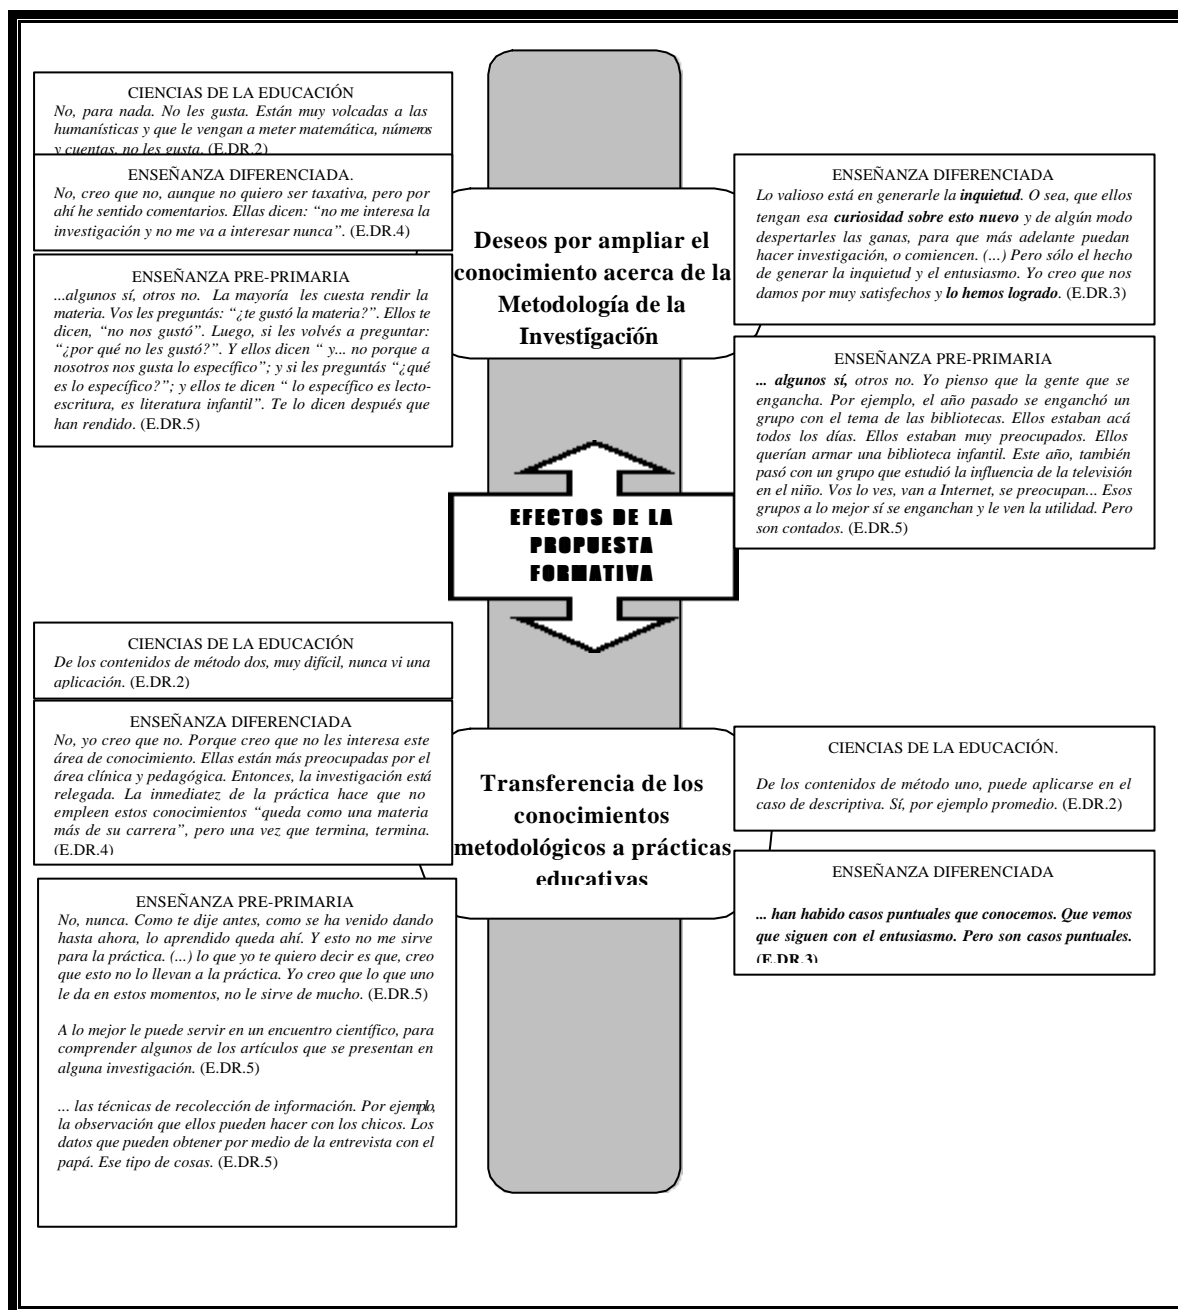 CIENCIAS DE LA EDUCACIÓN
No, para nada. No les gusta. Están muy volcadas a las
humanísticas y que le vengan a meter matemática, números
y cuentas, no les gusta. (E.DR.2)
ENSEÑANZA DIFERENCIADA.
No, creo que no, aunque no quiero ser taxativa, pero por
ahí he sentido comentarios. Ellas dicen: “no me interesa la
investigación y no me va a interesar nunca”. (E.DR.4)
ENSEÑANZA PRE-PRIMARIA
...algunos sí, otros no. La mayoría les cuesta rendir la
materia. Vos les preguntás: “¿te gustó la materia?”. Ellos te
dicen, “no nos gustó”. Luego, si les volvés a preguntar:
“¿por qué no les gustó?”. Y ellos dicen “ y... no porque a
nosotros nos gusta lo específico”; y si les preguntás “¿qué
es lo específico?”; y ellos te dicen “ lo específico es lecto-
escritura, es literatura infantil”. Te lo dicen después que
han rendido. (E.DR.5)
Deseos por ampliar el
conocimiento acerca de la
Metodología de la
Investigación
ENSEÑANZA DIFERENCIADA
Lo valioso está en generarle la inquietud. O sea, que ellos
tengan esa curiosidad sobre esto nuevo y de algún modo
despertarles las ganas, para que más adelante puedan
hacer investigación, o comiencen. (...) Pero sólo el hecho
de generar la inquietud y el entusiasmo. Yo creo que nos
damos por muy satisfechos y lo hemos logrado. (E.DR.3)
ENSEÑANZA PRE-PRIMARIA
... algunos sí, otros no. Yo pienso que la gente que se
engancha. Por ejemplo, el año pasado se enganchó un
grupo con el tema de las bibliotecas. Ellos estaban acá
todos los días. Ellos estaban muy preocupados. Ellos
querían armar una biblioteca infantil. Este año, también
pasó con un grupo que estudió la influencia de la televisión
en el niño. Vos lo ves, van a Internet, se preocupan... Esos
grupos a lo mejor sí se enganchan y le ven la utilidad. Pero
son contados. (E.DR.5)
EFECTOS DE LA
PROPUESTA
FORMATIVA
CIENCIAS DE LA EDUCACIÓN
De los contenidos de método dos, muy difícil, nunca vi una
aplicación. (E.DR.2)
ENSEÑANZA DIFERENCIADA
No, yo creo que no. Porque creo que no les interesa este
área de conocimiento. Ellas están más preocupadas por el
área clínica y pedagógica. Entonces, la investigación está
relegada. La inmediatez de la práctica hace que no
empleen estos conocimientos “queda como una materia
más de su carrera”, pero una vez que termina, termina.
(E.DR.4)
ENSEÑANZA PRE-PRIMARIA
No, nunca. Como te dije antes, como se ha venido dando
hasta ahora, lo aprendido queda ahí. Y esto no me sirve
para la práctica. (...) lo que yo te quiero decir es que, creo
que esto no lo llevan a la práctica. Yo creo que lo que uno
le da en estos momentos, no le sirve de mucho. (E.DR.5)
A lo mejor le puede servir en un encuentro científico, para
comprender algunos de los artículos que se presentan en
alguna investigación. (E.DR.5)
... las técnicas de recolección de información. Por ejemplo,
la observación que ellos pueden hacer con los chicos. Los
datos que pueden obtener por medio de la entrevista con el
papá. Ese tipo de cosas. (E.DR.5)
Transferencia de los
conocimientos
metodológicos a prácticas
educativas
CIENCIAS DE LA EDUCACIÓN.
De los contenidos de método uno, puede aplicarse en el
caso de descriptiva. Sí, por ejemplo promedio. (E.DR.2)
ENSEÑANZA DIFERENCIADA
... han habido casos puntuales que conocemos. Que vemos
que siguen con el entusiasmo. Pero son casos puntuales.
(E.DR.3)